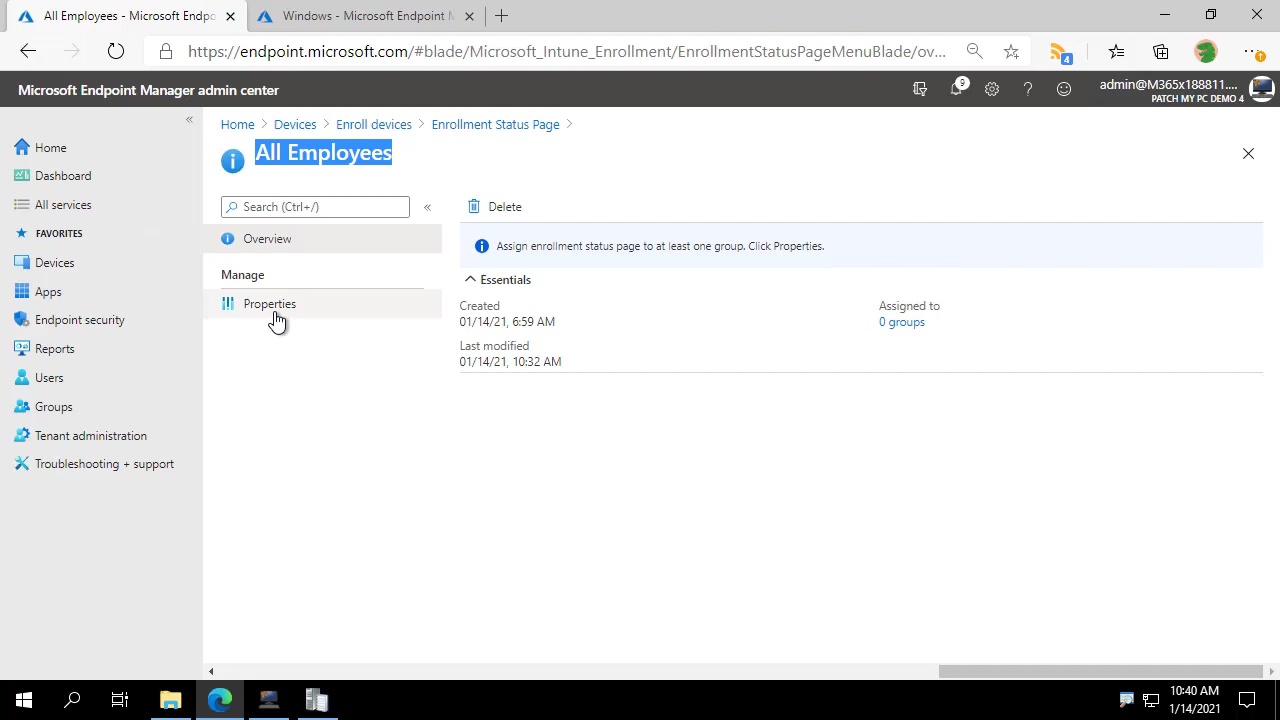 All Employees - Microsoft Endpo
Windows - Microsoft Endpoint M
https://endpoint.microsoft.com/#blade/Microsoft_Intune_Enrollment/EnrollmentStatusPageMenuBlade/ov...
4
Microsoft Endpoint Manager admin center
9
admin@M365x188811....
PATCH MY PC DEMO 4
Home
Dashboard
All services
FAVORITES
Devices
Apps
Endpoint security
Reports
Users
Groups
Tenant administration
Troubleshooting + support
Home > Devices > Enroll devices > Enrollment Status Page >
All Employees
Search (Ctrl+/)
Overview
Manage
Properties
Delete
Assign enrollment status page to at least one group. Click Properties.
Essentials
Created
01/14/21, 6:59 AM
Last modified
01/14/21, 10:32 AM
Assigned to
0 groups
10:40 AM
1/14/2021